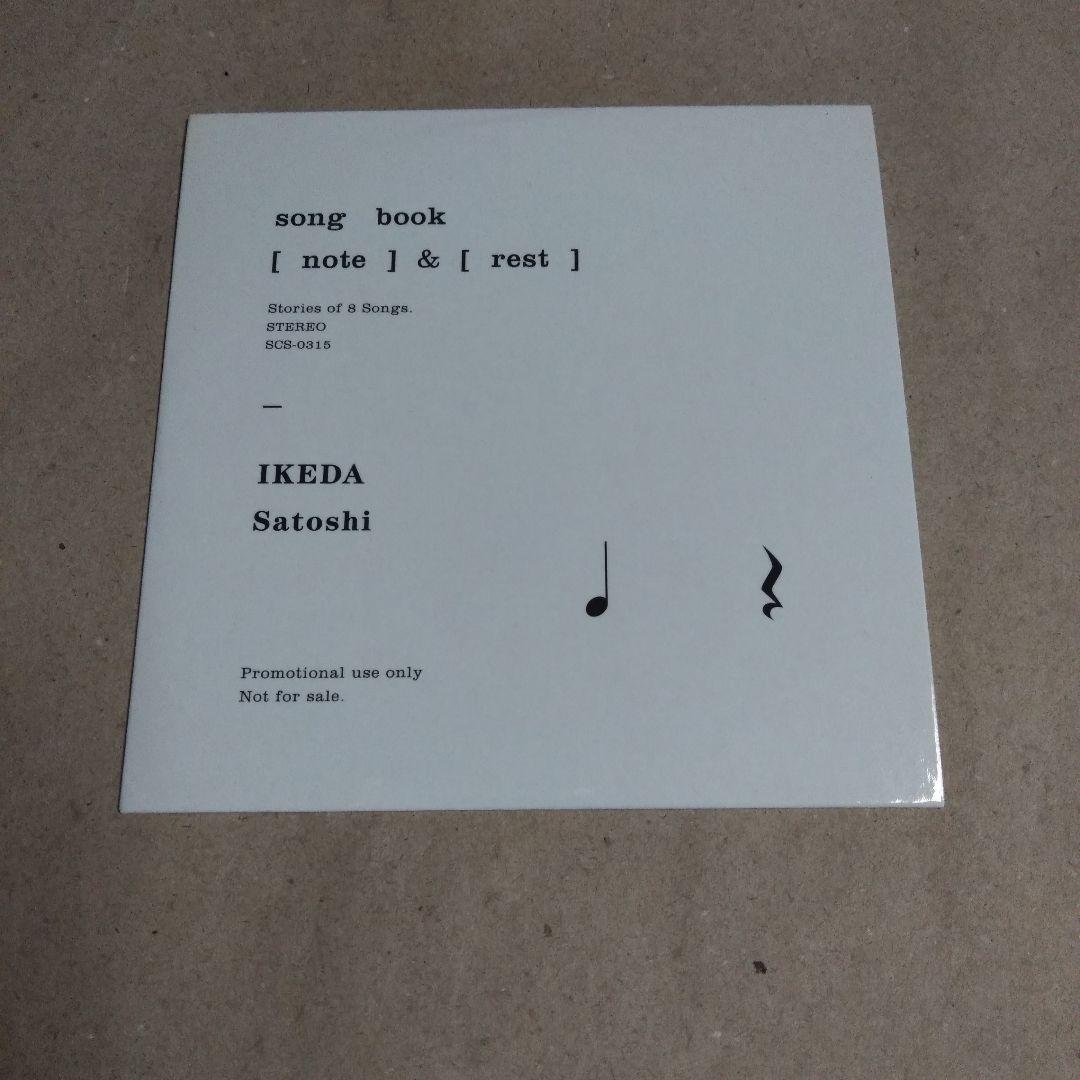 song book
[ note ] & [ rest ]
Stories of 8 Songs.
STEREO
SCS-0315
—
IKEDA
Satoshi
Promotional use only
Not for sale.